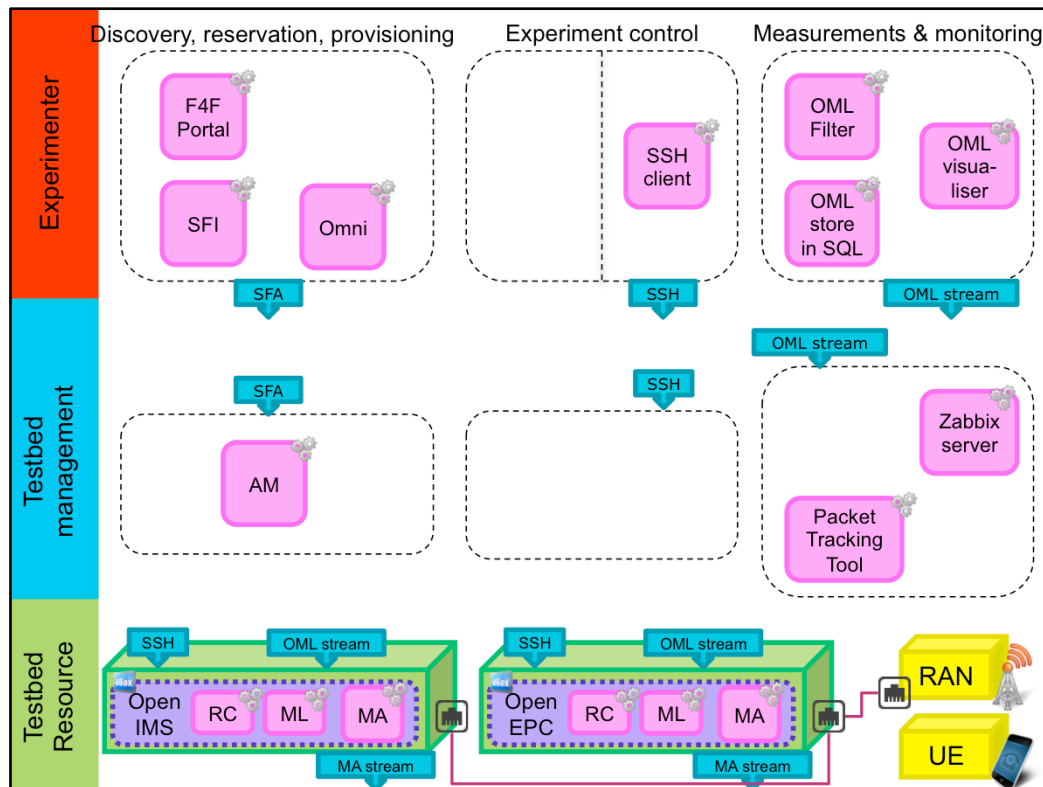 Discovery, reservation, provisioning
Experiment control
Measurements & monitoring
Experimenter
F4F
Portal
SFI
Omni
SSH
client
OML
Filter
OML
visua-
liser
OML
store
in SQL
SFA
SSH
OML stream
Testbed
management
OML stream
SFA
SSH
AM
Zabbix
server
Packet
Tracking
Tool
Testbed
Resource
SSH
OML stream
vBox
Open
IMS
RC
ML
MA
MA stream
SSH
OML stream
vBox
Open
EPC
RC
ML
MA
MA stream
RAN
UE